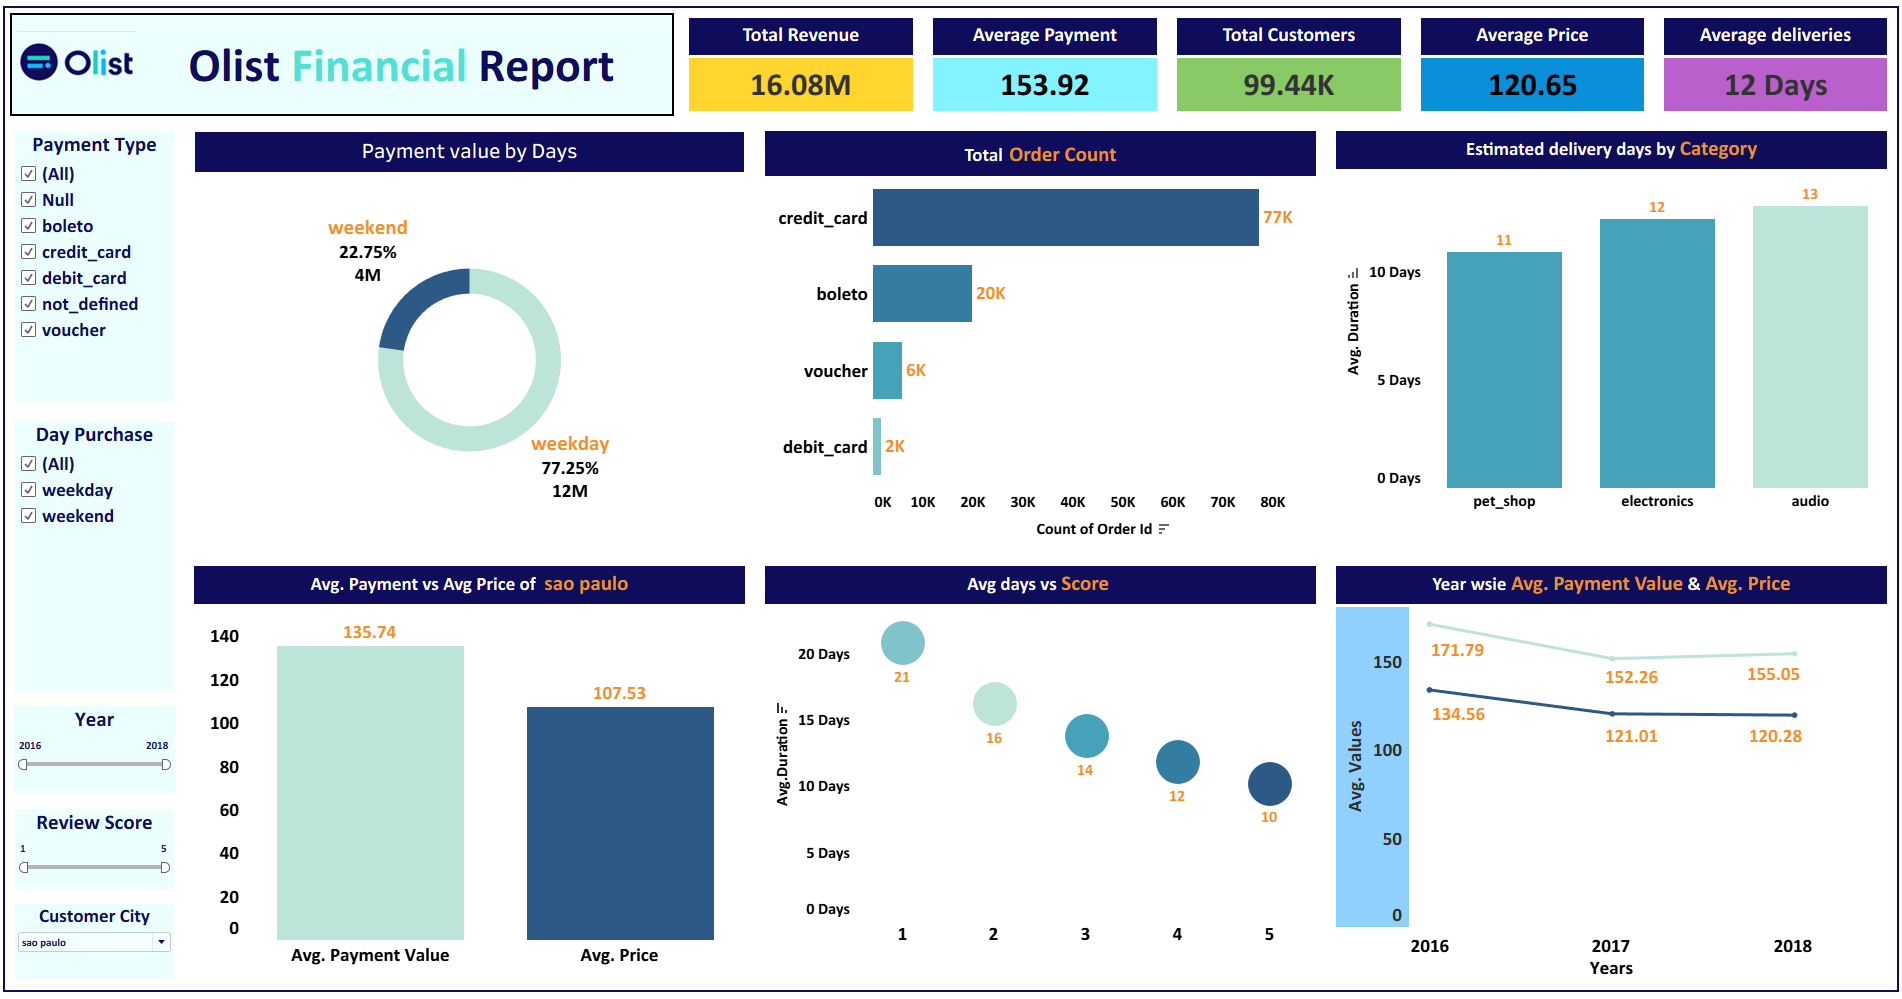 Olist
Olist Financial Report
Total Revenue
16.08M
Average Payment
153.92
Total Customers
99.44K
Average Price
120.65
Average deliveries
12 Days
Payment Type
(All)
Null
boleto
credit_card
debit_card
not_defined
voucher
Day Purchase
(All)
weekday
weekend
Year
2016 2018
Review Score
1 5
Customer City
sao paulo
Payment value by Days
weekend
22.75%
4M
weekday
77.25%
12M
Total Order Count
credit_card 77K
boleto 20K
voucher 6K
debit_card 2K
0K 10K 20K 30K 40K 50K 60K 70K 80K
Count of Order Id
Estimated delivery days by Category
Avg. Duration
10 Days
5 Days
0 Days
11
12
13
pet_shop electronics audio
Avg. Payment vs Avg Price of sao paulo
140
120
100
80
60
40
20
0
135.74
107.53
Avg. Payment Value Avg. Price
Avg days vs Score
Avg.Duration
20 Days
15 Days
10 Days
5 Days
0 Days
21
16
14
12
10
1 2 3 4 5
Year wsie Avg. Payment Value & Avg. Price
Avg. Values
150
100
50
0
171.79
152.26
155.05
134.56
121.01
120.28
2016 2017 2018
Years